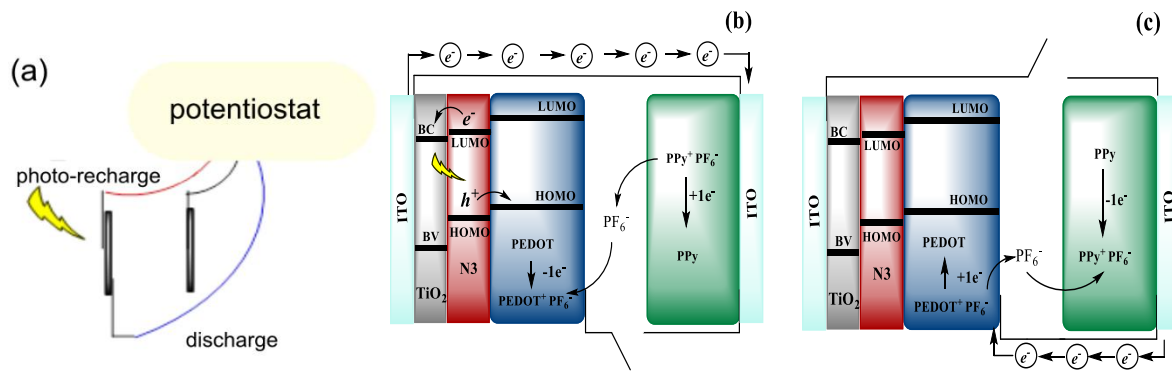 (a)
potentiostat
photo-recharge
discharge
(b)
e- e- e- e- e-
ITO
BC
e-
LUMO
LUMO
h+
HOMO
HOMO
BV
N3
TiO2
PEDOT
-1e-
PEDOT+ PF6-
PF6-
PPy+ PF6-
+1e-
PPy
ITO
(c)
ITO
BC
LUMO
LUMO
HOMO
HOMO
BV
N3
TiO2
PEDOT
+1e-
PEDOT+ PF6-
PF6-
PPy
-1e-
PPy+ PF6-
ITO
e- e- e-